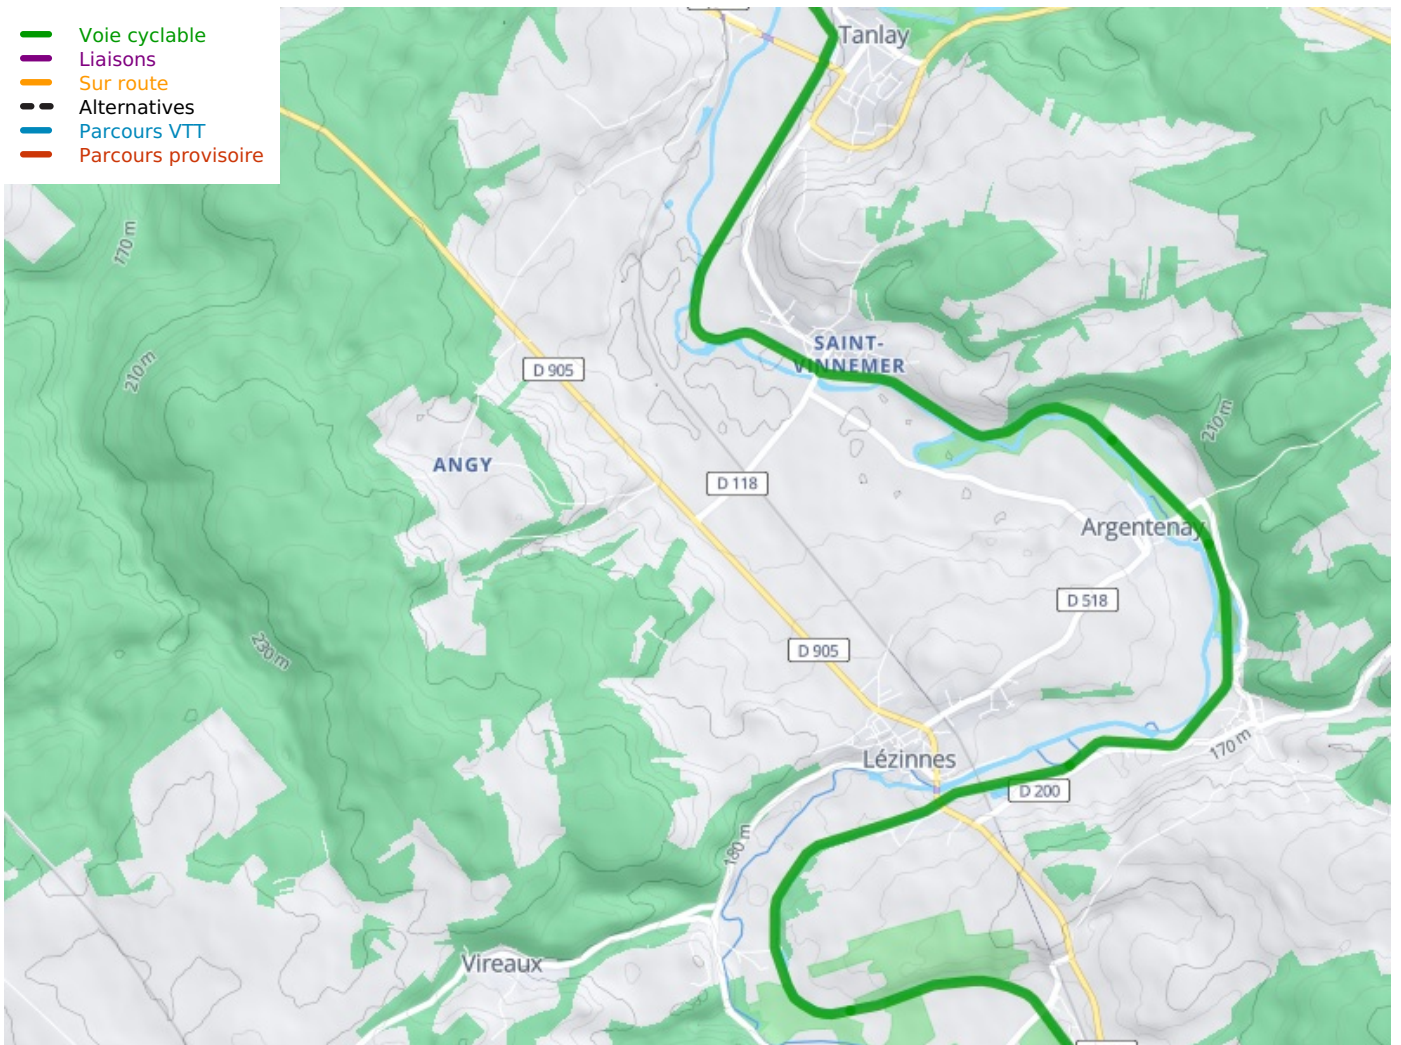 Voie cyclable
Liaisons
Sur route
Alternatives
Parcours VTT
Parcours provisoire
Tanlay
170 m
SAINT-
VINNEMER
210 m
D 905
210 m
ANGY
D 118
Argentenay
D 518
230 m
D 905
170 m
Lézinnes
D 200
180 m
Vireaux